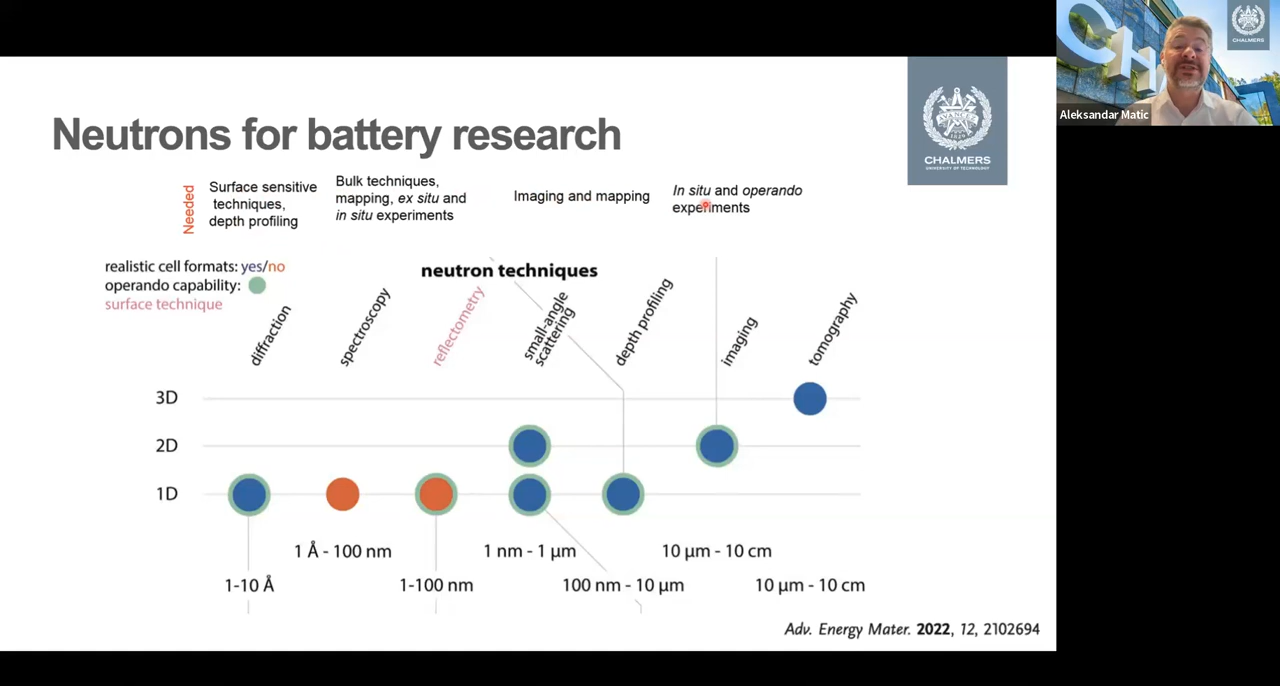 CHALMERS
CH
Aleksandar Matic
CHALMERS
UNIVERSITY OF TECHNOLOGY
AVANCEZ
Neutrons for battery research
Needed
Surface sensitive
techniques,
depth profiling
Bulk techniques,
mapping, ex situ and
in situ experiments
Imaging and mapping
In situ and operando
experiments
realistic cell formats: yes/no
operando capability:
surface technique
neutron techniques
diffraction
spectroscopy
reflectometry
small-angle
scattering
depth profiling
imaging
tomography
3D
2D
1D
1 Å - 100 nm
1 nm - 1 µm
10 µm - 10 cm
1-10 Å
1-100 nm
100 nm - 10 µm
10 µm - 10 cm
Adv. Energy Mater. 2022, 12, 2102694